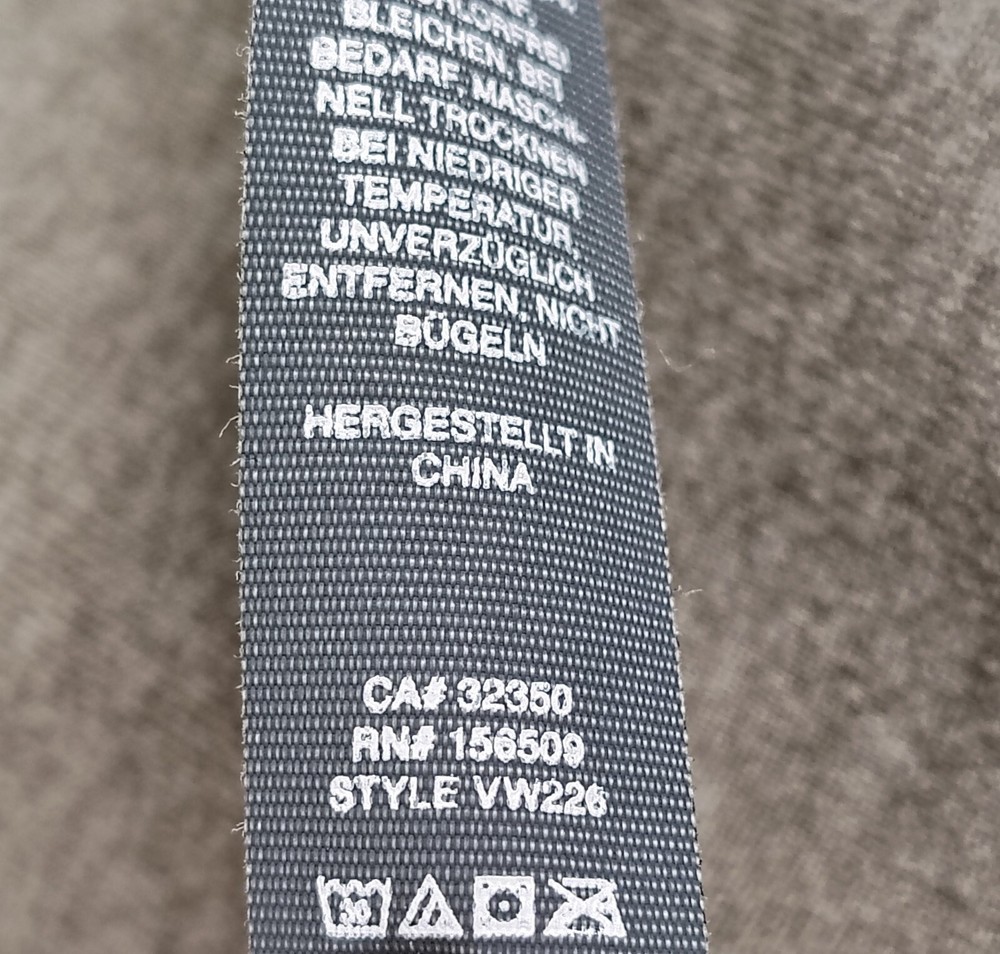 CHLORFREI
BLEICHEN, BEI
BEDARF, MASCHI-
NELL TROCKNEN
BEI NIEDRIGER
TEMPERATUR,
UNVERZÜGLICH
ENTFERNEN, NICHT
BÜGELN
HERGESTELLT IN
CHINA
CA# 32350
RN# 156509
STYLE VW226
30